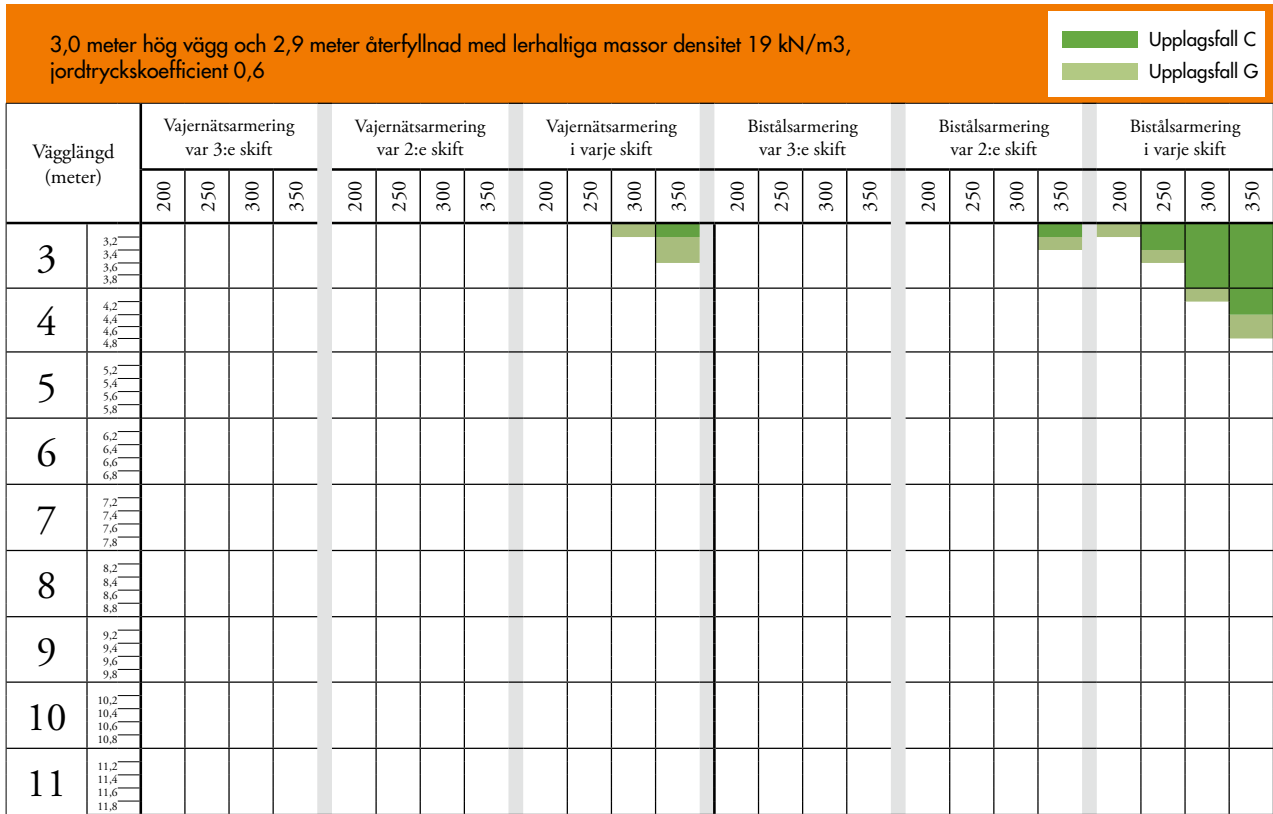 3,0 meter hög vägg och 2,9 meter återfyllnad med lerhaltiga massor densitet 19 kN/m3,
jordtryckskoefficient 0,6
Upplagsfall C
Upplagsfall G
Vägglängd
(meter)
Vajernätsarmering
var 3:e skift
Vajernätsarmering
var 2:e skift
Vajernätsarmering
i varje skift
Bistålsarmering
var 3:e skift
Bistålsarmering
var 2:e skift
Bistålsarmering
i varje skift
200 250 300 350 200 250 300 350 200 250 300 350 200 250 300 350 200 250 300 350 200 250 300 350
3
3,2
3,4
3,6
3,8
4
4,2
4,4
4,6
4,8
5
5,2
5,4
5,6
5,8
6
6,2
6,4
6,6
6,8
7
7,2
7,4
7,6
7,8
8
8,2
8,4
8,6
8,8
9
9,2
9,4
9,6
9,8
10
10,2
10,4
10,6
10,8
11
11,2
11,4
11,6
11,8